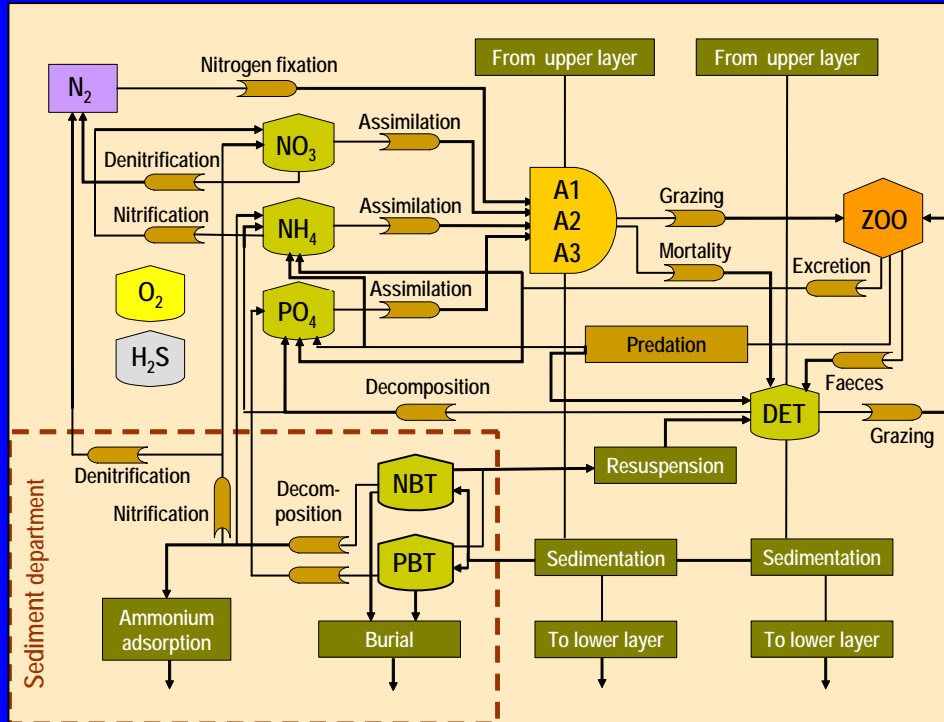 From upper layer
From upper layer
Nitrogen fixation
N₂
Assimilation
NO₃
Denitrification
A1
A2
A3
Grazing
ZOO
Nitrification
Assimilation
NH₄
Mortality
Excretion
O₂
PO₄
Assimilation
H₂S
Predation
Faeces
Decomposition
DET
Grazing
Denitrification
Resuspension
NBT
Decom-
position
Nitrification
PBT
Sedimentation
Sedimentation
Sediment department
Ammonium
adsorption
Burial
To lower layer
To lower layer